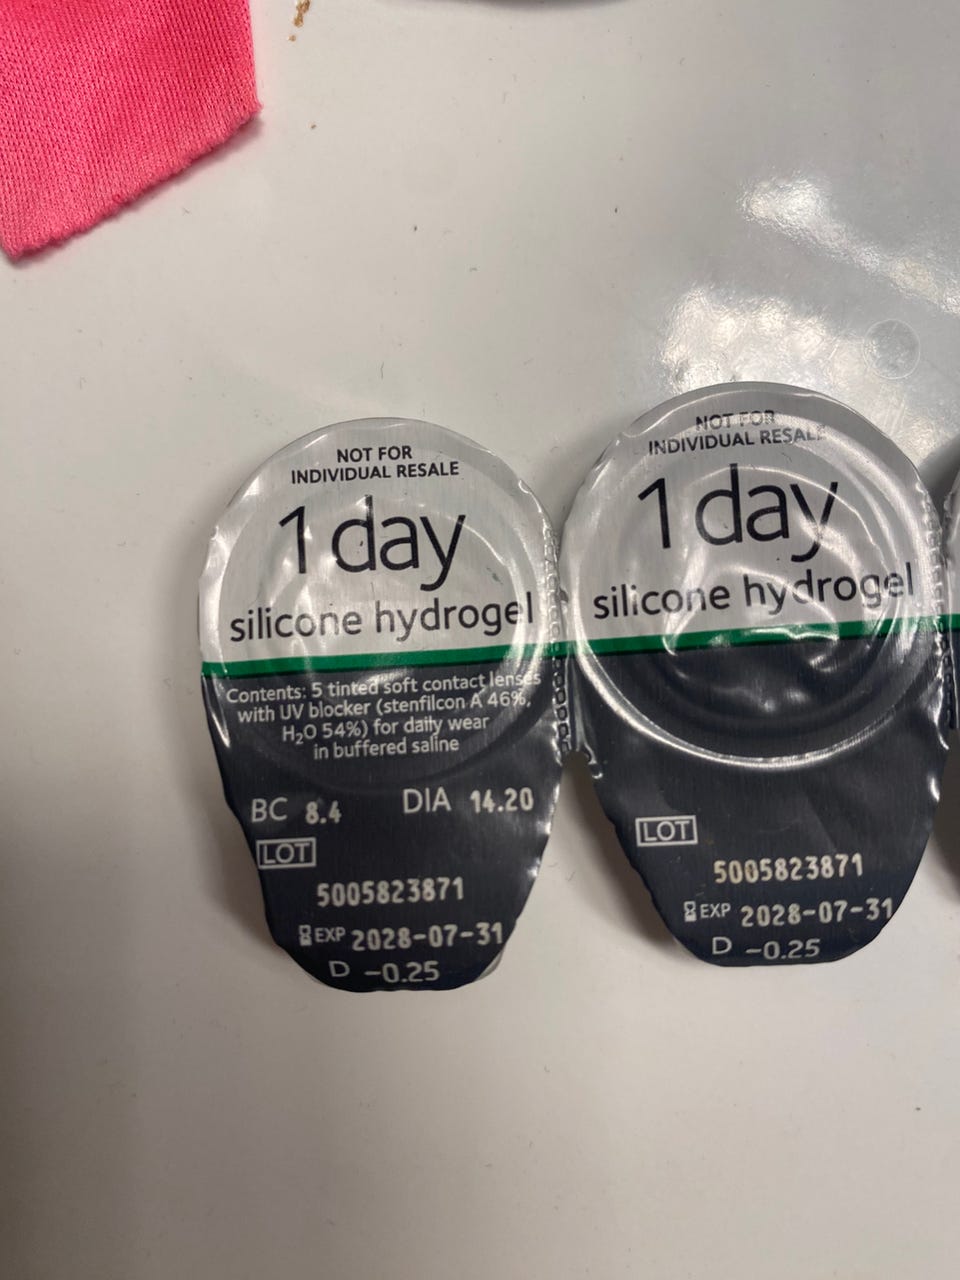 NOT FOR
INDIVIDUAL RESALE
1 day
silicone hydrogel
Contents: 5 tinted soft contact lenses
with UV blocker (stenfilcon A 46%,
H₂O 54%) for daily wear
in buffered saline
BC 8.4 DIA 14.20
LOT
5005823871
EXP 2028-07-31
D -0.25
NOT FOR
INDIVIDUAL RESALE
1 day
silicone hydrogel
LOT
5005823871
EXP 2028-07-31
D -0.25